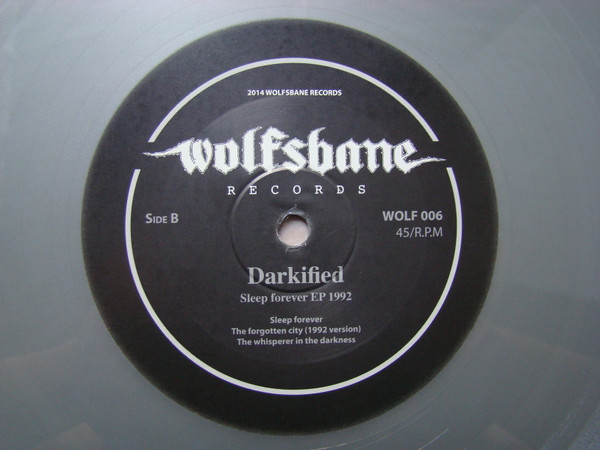 2014 WOLFSBANE RECORDS
wolfsbane
RECORDS
SIDE B
WOLF 006
45/R.P.M
Darkified
Sleep forever EP 1992
Sleep forever
The forgotten city (1992 version)
The whisperer in the darkness